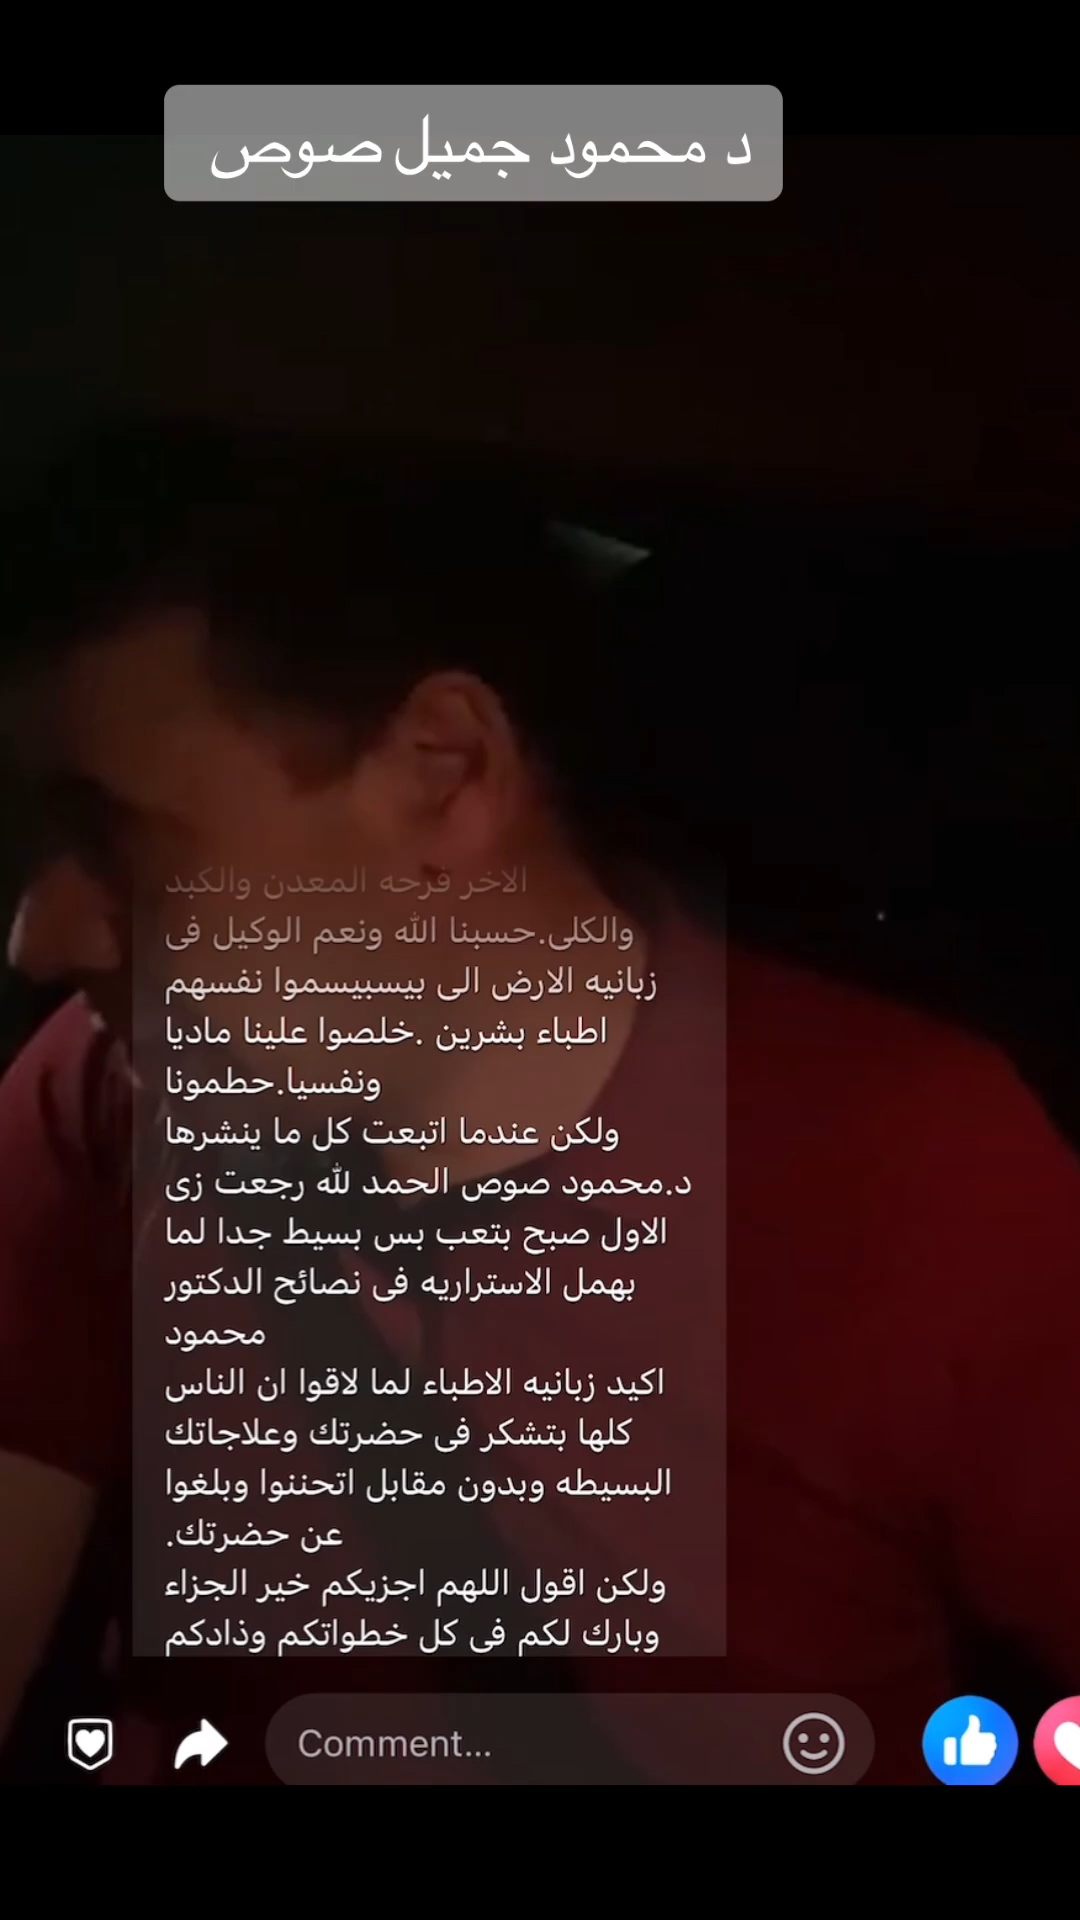 د محمود جميل صوص
الاخر قرحه المعدن والكبد
والكلى.حسبنا الله ونعم الوكيل فى
زبانيه الارض الى بيسبيسموا نفسهم
اطباء بشرين .خلصوا علينا ماديا
ونفسيا.حطمونا
ولكن عندما اتبعت كل ما ينشرها
د.محمود صوص الحمد لله رجعت زى
الاول صبح بتعب بس بسيط جدا لما
بهمل الاستراريه فى نصائح الدكتور
محمود
اكيد زبانيه الاطباء لما لاقوا ان الناس
كلها بتشكر فى حضرتك وعلاجاتك
البسيطه وبدون مقابل اتحننوا وبلغوا
عن حضرتك.
ولكن اقول اللهم اجزيكم خير الجزاء
وبارك لكم فى كل خطواتكم وذادكم
Comment...